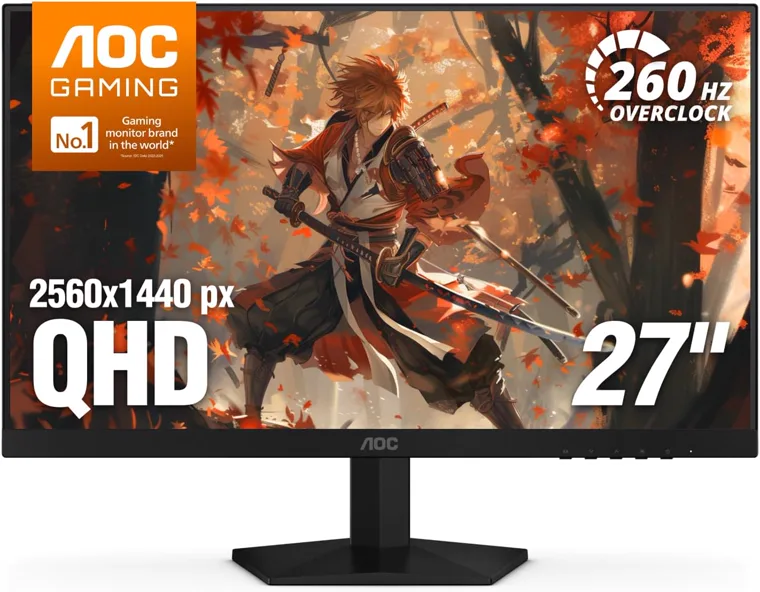 AOC
GAMING
No.1
Gaming
monitor brand
in the world*
260 HZ
OVERCLOCK
2560x1440 px
QHD
27"
AOC